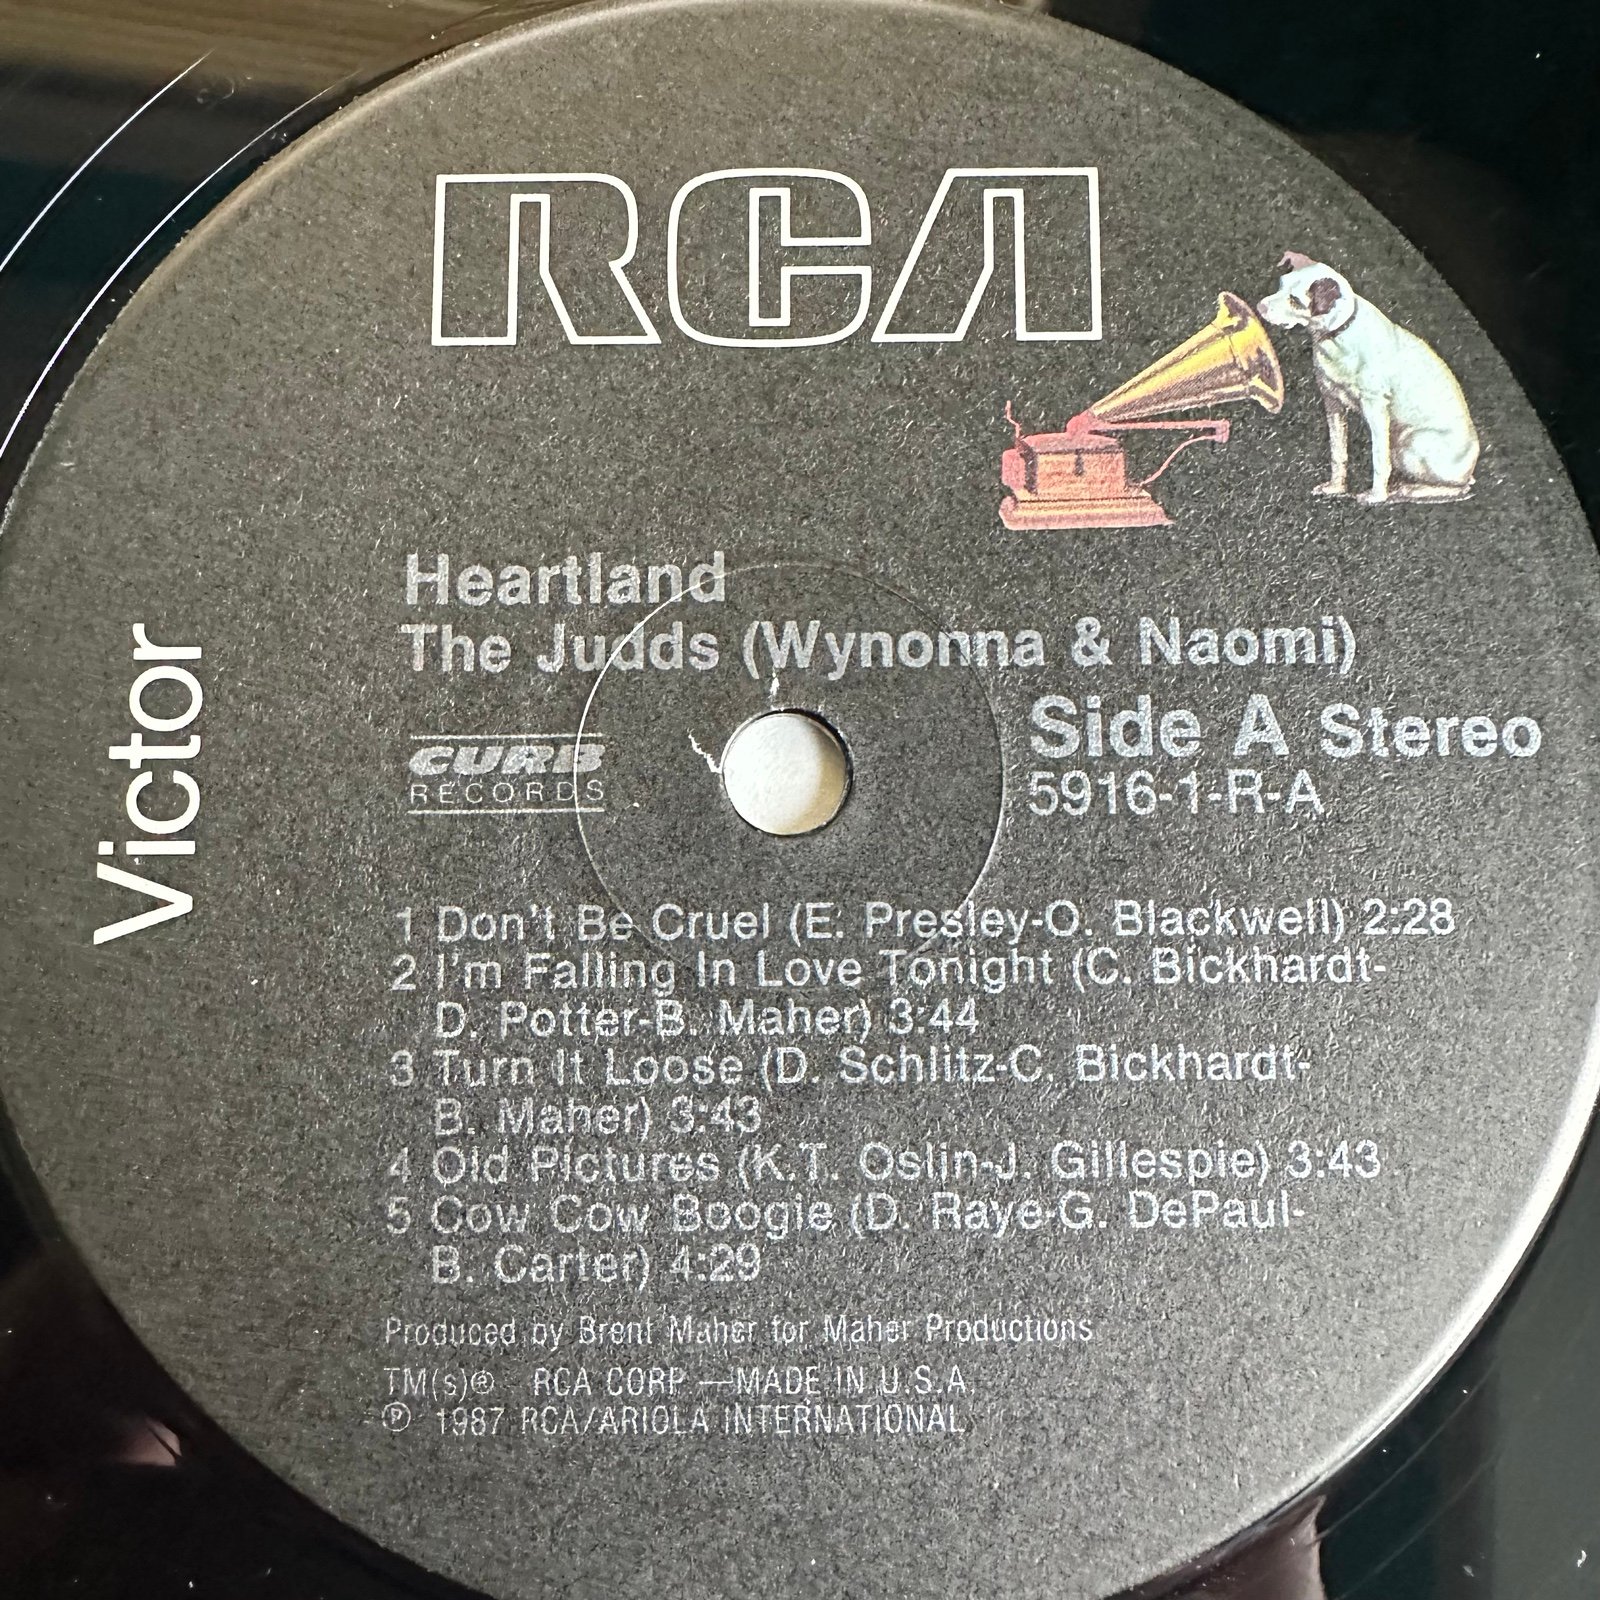 RCA
Victor
Heartland
The Judds (Wynonna & Naomi)
CURB
RECORDS
Side A Stereo
5916-1-R-A
1 Don't Be Cruel (E. Presley-O. Blackwell) 2:28
2 I'm Falling In Love Tonight (C. Bickhardt-
D. Potter-B. Maher) 3:44
3 Turn It Loose (D. Schlitz-C. Bickhardt-
B. Maher) 3:43
4 Old Pictures (K.T. Oslin-J. Gillespie) 3:43
5 Cow Cow Boogie (D. Raye-G. DePaul-
B. Carter) 4:29
Produced by Brent Maher for Maher Productions
TM(s)® RCA CORP —MADE IN U.S.A.
℗ 1987 RCA/ARIOLA INTERNATIONAL